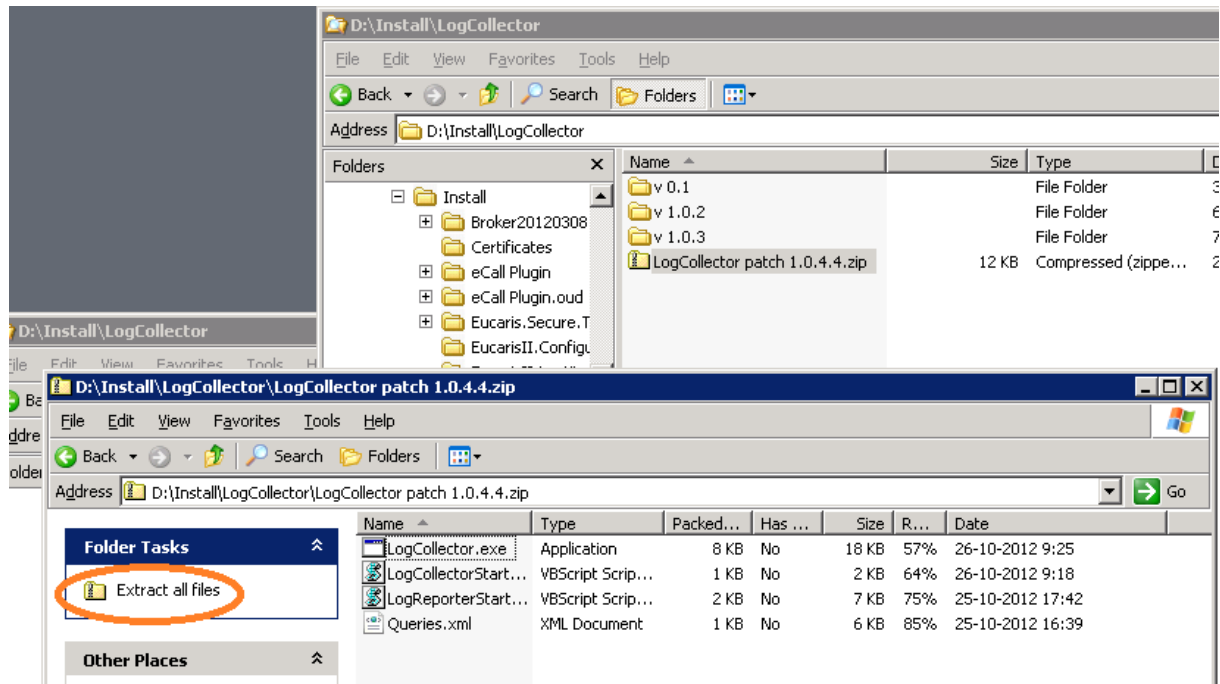 D:\Install\LogCollector
File Edit View Favorites Tools Help
Back Search Folders
Address D:\Install\LogCollector
Folders
Install
Broker20120308
Certificates
eCall Plugin
eCall Plugin.oud
Eucaris.Secure.T
EucarisII.Configu
Name Size Type
v 0.1 File Folder
v 1.0.2 File Folder
v 1.0.3 File Folder
LogCollector patch 1.0.4.4.zip 12 KB Compressed (zippe...
D:\Install\LogCollector
File Edit View Favorites Tools H
Ba
ddre
older
D:\Install\LogCollector\LogCollector patch 1.0.4.4.zip
File Edit View Favorites Tools Help
Back Search Folders
Address D:\Install\LogCollector\LogCollector patch 1.0.4.4.zip Go
Folder Tasks
Extract all files
Other Places
Name Type Packed... Has ... Size R... Date
LogCollector.exe Application 8 KB No 18 KB 57% 26-10-2012 9:25
LogCollectorStart... VBScript Scrip... 1 KB No 2 KB 64% 26-10-2012 9:18
LogReporterStart... VBScript Scrip... 2 KB No 7 KB 75% 25-10-2012 17:42
Queries.xml XML Document 1 KB No 6 KB 85% 25-10-2012 16:39